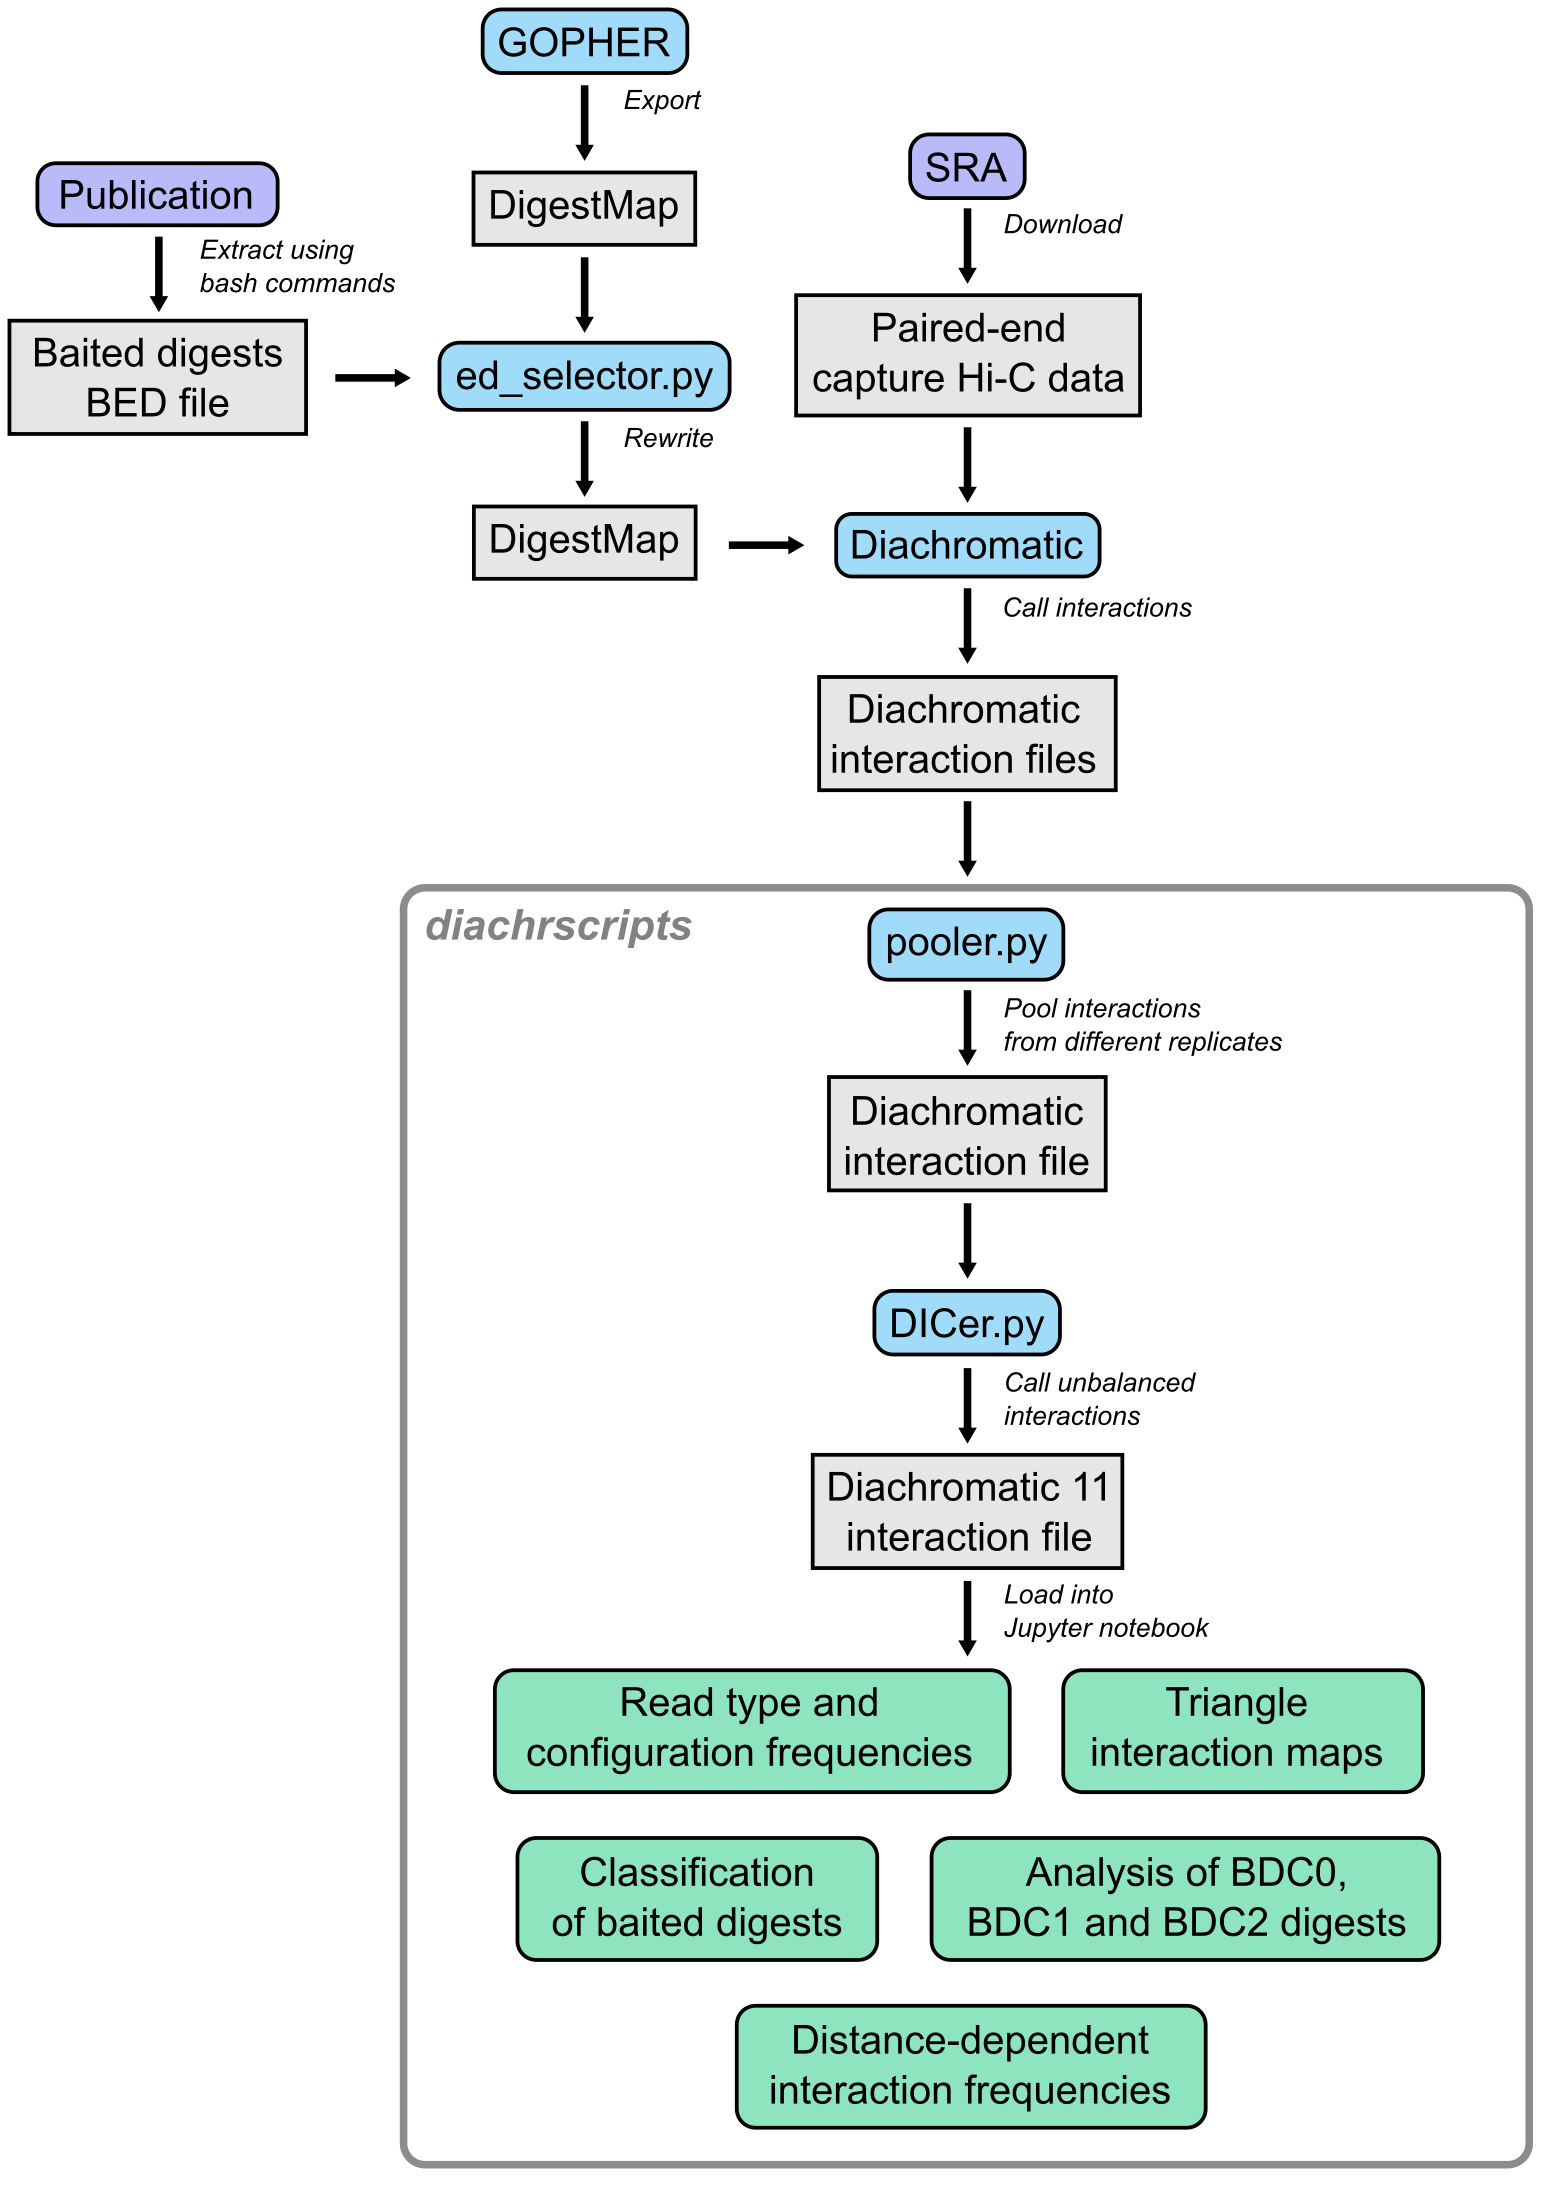 GOPHER
Export
DigestMap
Publication
Extract using
bash commands
Baited digests
BED file
ed_selector.py
Rewrite
DigestMap
SRA
Download
Paired-end
capture Hi-C data
Diachromatic
Call interactions
Diachromatic
interaction files
diachrscripts
pooler.py
Pool interactions
from different replicates
Diachromatic
interaction file
DICer.py
Call unbalanced
interactions
Diachromatic 11
interaction file
Load into
Jupyter notebook
Read type and
configuration frequencies
Triangle
interaction maps
Classification
of baited digests
Analysis of BDC0,
BDC1 and BDC2 digests
Distance-dependent
interaction frequencies